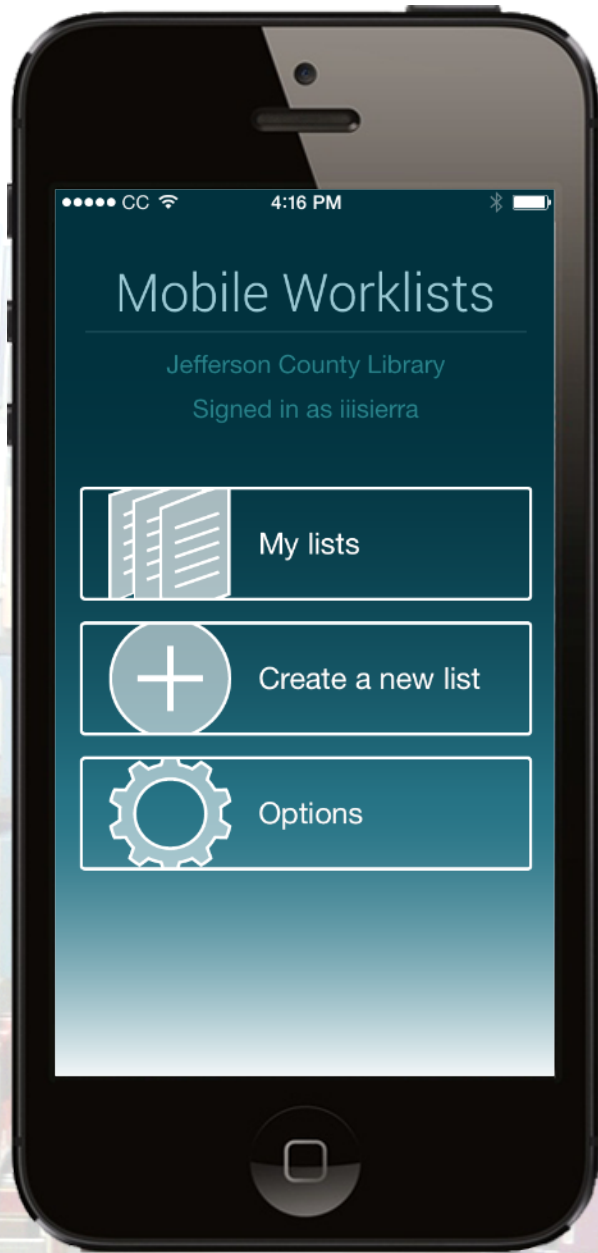 CC 4:16 PM
Mobile Worklists
Jefferson County Library
Signed in as iiisierra
My lists
Create a new list
Options